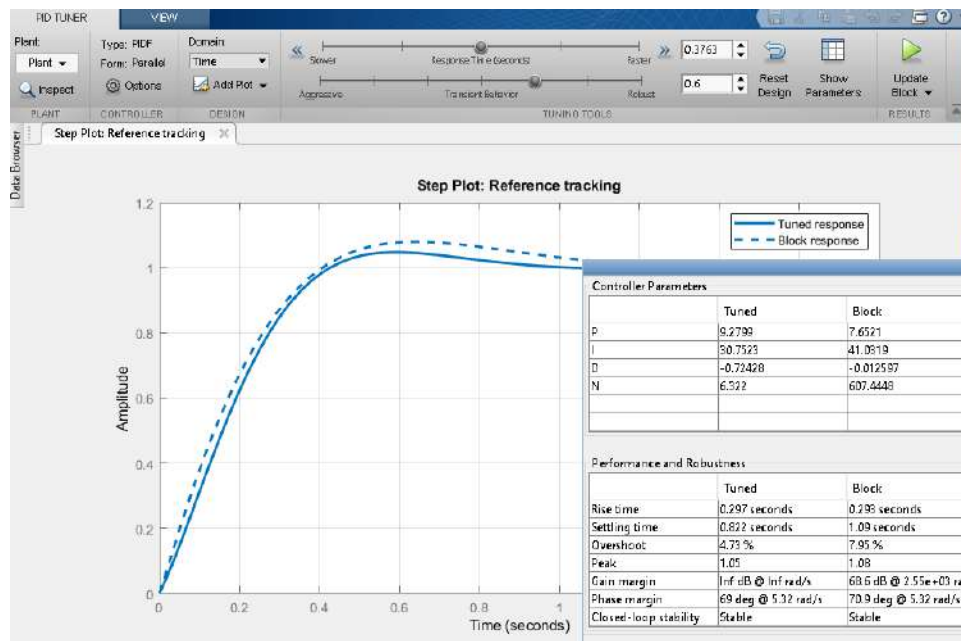 PID TUNER VIEW
Plant: Type: PIDF Domain:
Plant Form: Parallel Time
Inspect Options Add Plot
PLANT CONTROLLER DESIGN
Slower Response Time (seconds) Faster 0.3763
Aggressive Transient Behavior Robust 0.6
Reset Design Show Parameters Update Block
TUNING TOOLS RESULTS
Data Browser
Step Plot: Reference tracking
Step Plot: Reference tracking
Tuned response
Block response
Amplitude
1.2
1
0.8
0.6
0.4
0.2
0
0 0.2 0.4 0.6 0.8 1
Time (seconds)
Controller Parameters
Tuned Block
P 9.2799 7.6521
I 30.7523 41.0319
D -0.72428 -0.012597
N 6.322 607.4448
Performance and Robustness
Tuned Block
Rise time 0.297 seconds 0.293 seconds
Settling time 0.822 seconds 1.09 seconds
Overshoot 4.73 % 7.95 %
Peak 1.05 1.08
Gain margin Inf dB @ Inf rad/s 68.6 dB @ 2.55e+03 ra
Phase margin 69 deg @ 5.32 rad/s 70.9 deg @ 5.32 rad/s
Closed-loop stability Stable Stable